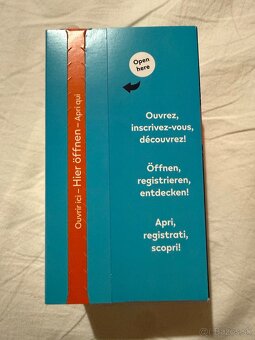 Open
here
Ouvrir ici – Hier öffnen – Apri qui
Ouvrez,
inscrivez-vous,
découvrez!
Öffnen,
registrieren,
entdecken!
Apri,
registrati,
scopri!